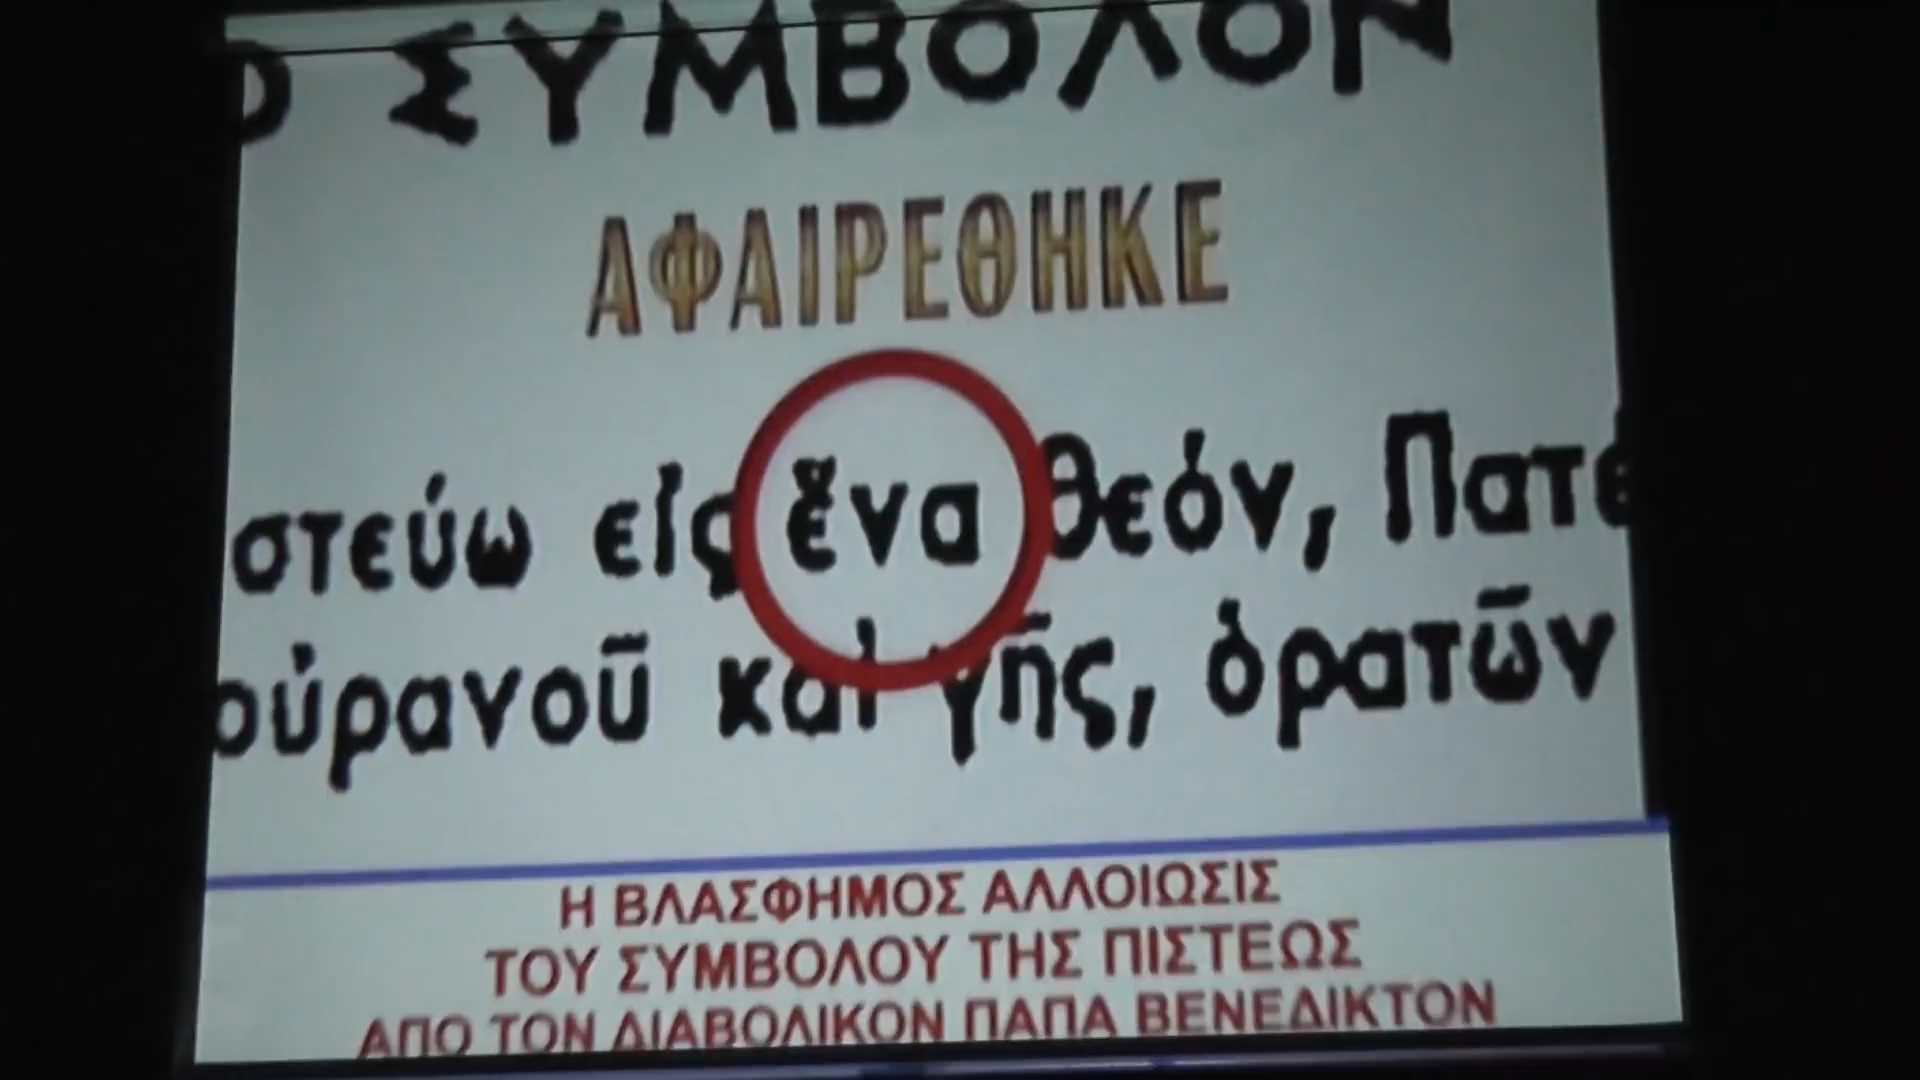 Ο ΣΥΜΒΟΛΟΝ
ΑΦΑΙΡΕΘΗΚΕ
στεύω εἰς ἕνα θεόν, Πατέ
οὐρανοῦ καὶ γῆς, ὁρατῶν
Η ΒΛΑΣΦΗΜΟΣ ΑΛΛΟΙΩΣΙΣ
ΤΟΥ ΣΥΜΒΟΛΟΥ ΤΗΣ ΠΙΣΤΕΩΣ
ΑΠΟ ΤΟΝ ΔΙΑΒΟΛΙΚΟΝ ΠΑΠΑ ΒΕΝΕΔΙΚΤΟΝ